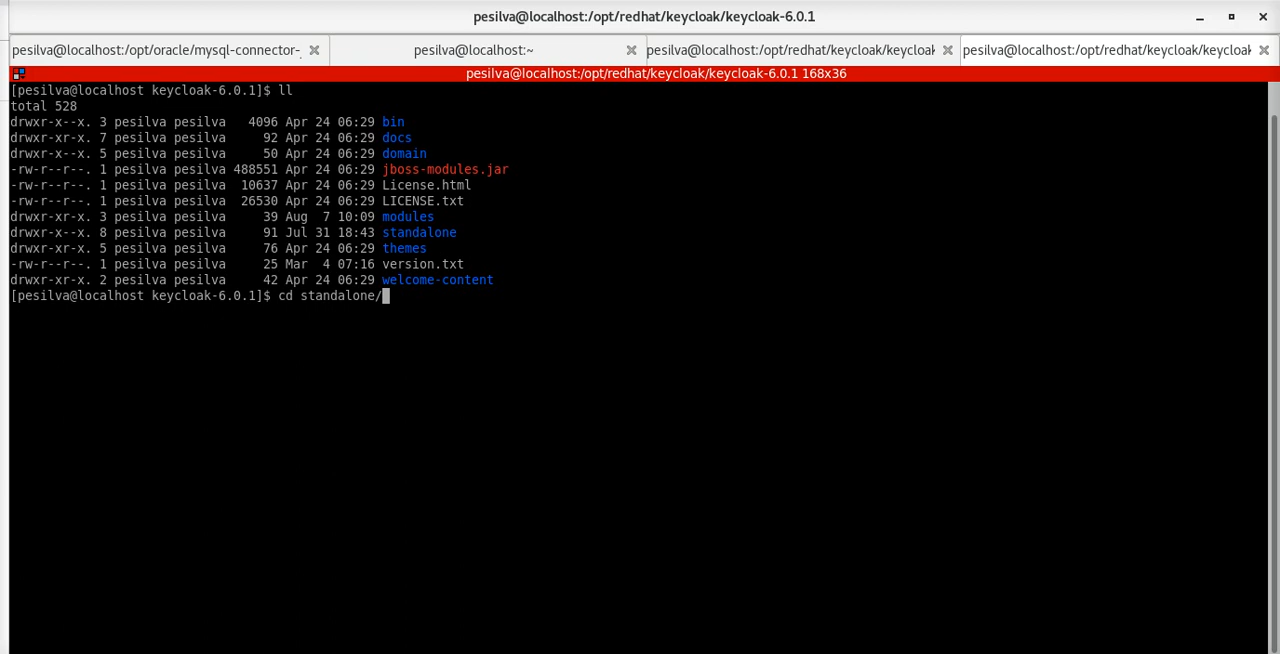 pesilva@localhost:/opt/redhat/keycloak/keycloak-6.0.1
pesilva@localhost:/opt/oracle/mysql-connector- pesilva@localhost:~ pesilva@localhost:/opt/redhat/keycloak/keycloak pesilva@localhost:/opt/redhat/keycloak/keycloak
pesilva@localhost:/opt/redhat/keycloak/keycloak-6.0.1 168x36
[pesilva@localhost keycloak-6.0.1]$ ll
total 528
drwxr-x--x. 3 pesilva pesilva   4096 Apr 24 06:29 bin
drwxr-xr-x. 7 pesilva pesilva     92 Apr 24 06:29 docs
drwxr-x--x. 5 pesilva pesilva     50 Apr 24 06:29 domain
-rw-r--r--. 1 pesilva pesilva 488551 Apr 24 06:29 jboss-modules.jar
-rw-r--r--. 1 pesilva pesilva  10637 Apr 24 06:29 License.html
-rw-r--r--. 1 pesilva pesilva  26530 Apr 24 06:29 LICENSE.txt
drwxr-xr-x. 3 pesilva pesilva     39 Aug  7 10:09 modules
drwxr-x--x. 8 pesilva pesilva     91 Jul 31 18:43 standalone
drwxr-xr-x. 5 pesilva pesilva     76 Apr 24 06:29 themes
-rw-r--r--. 1 pesilva pesilva     25 Mar  4 07:16 version.txt
drwxr-xr-x. 2 pesilva pesilva     42 Apr 24 06:29 welcome-content
[pesilva@localhost keycloak-6.0.1]$ cd standalone/